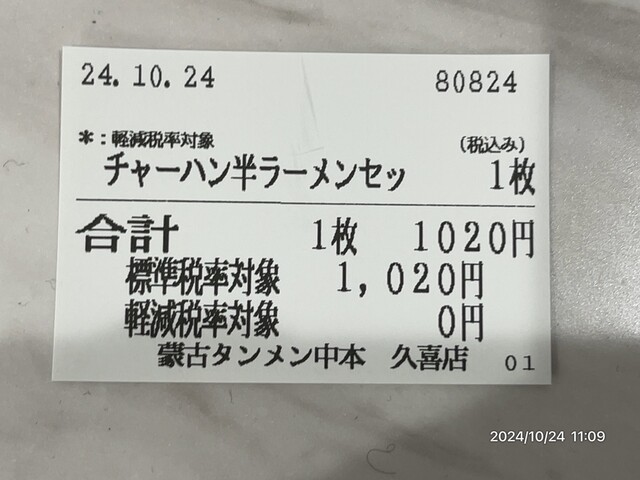 24.10.24 80824
*:軽減税率対象 (税込み)
チャーハン半ラーメンセッ 1枚
合計 1枚 1020円
標準税率対象 1,020円
軽減税率対象 0円
蒙古タンメン中本 久喜店 01
2024/10/24 11:09